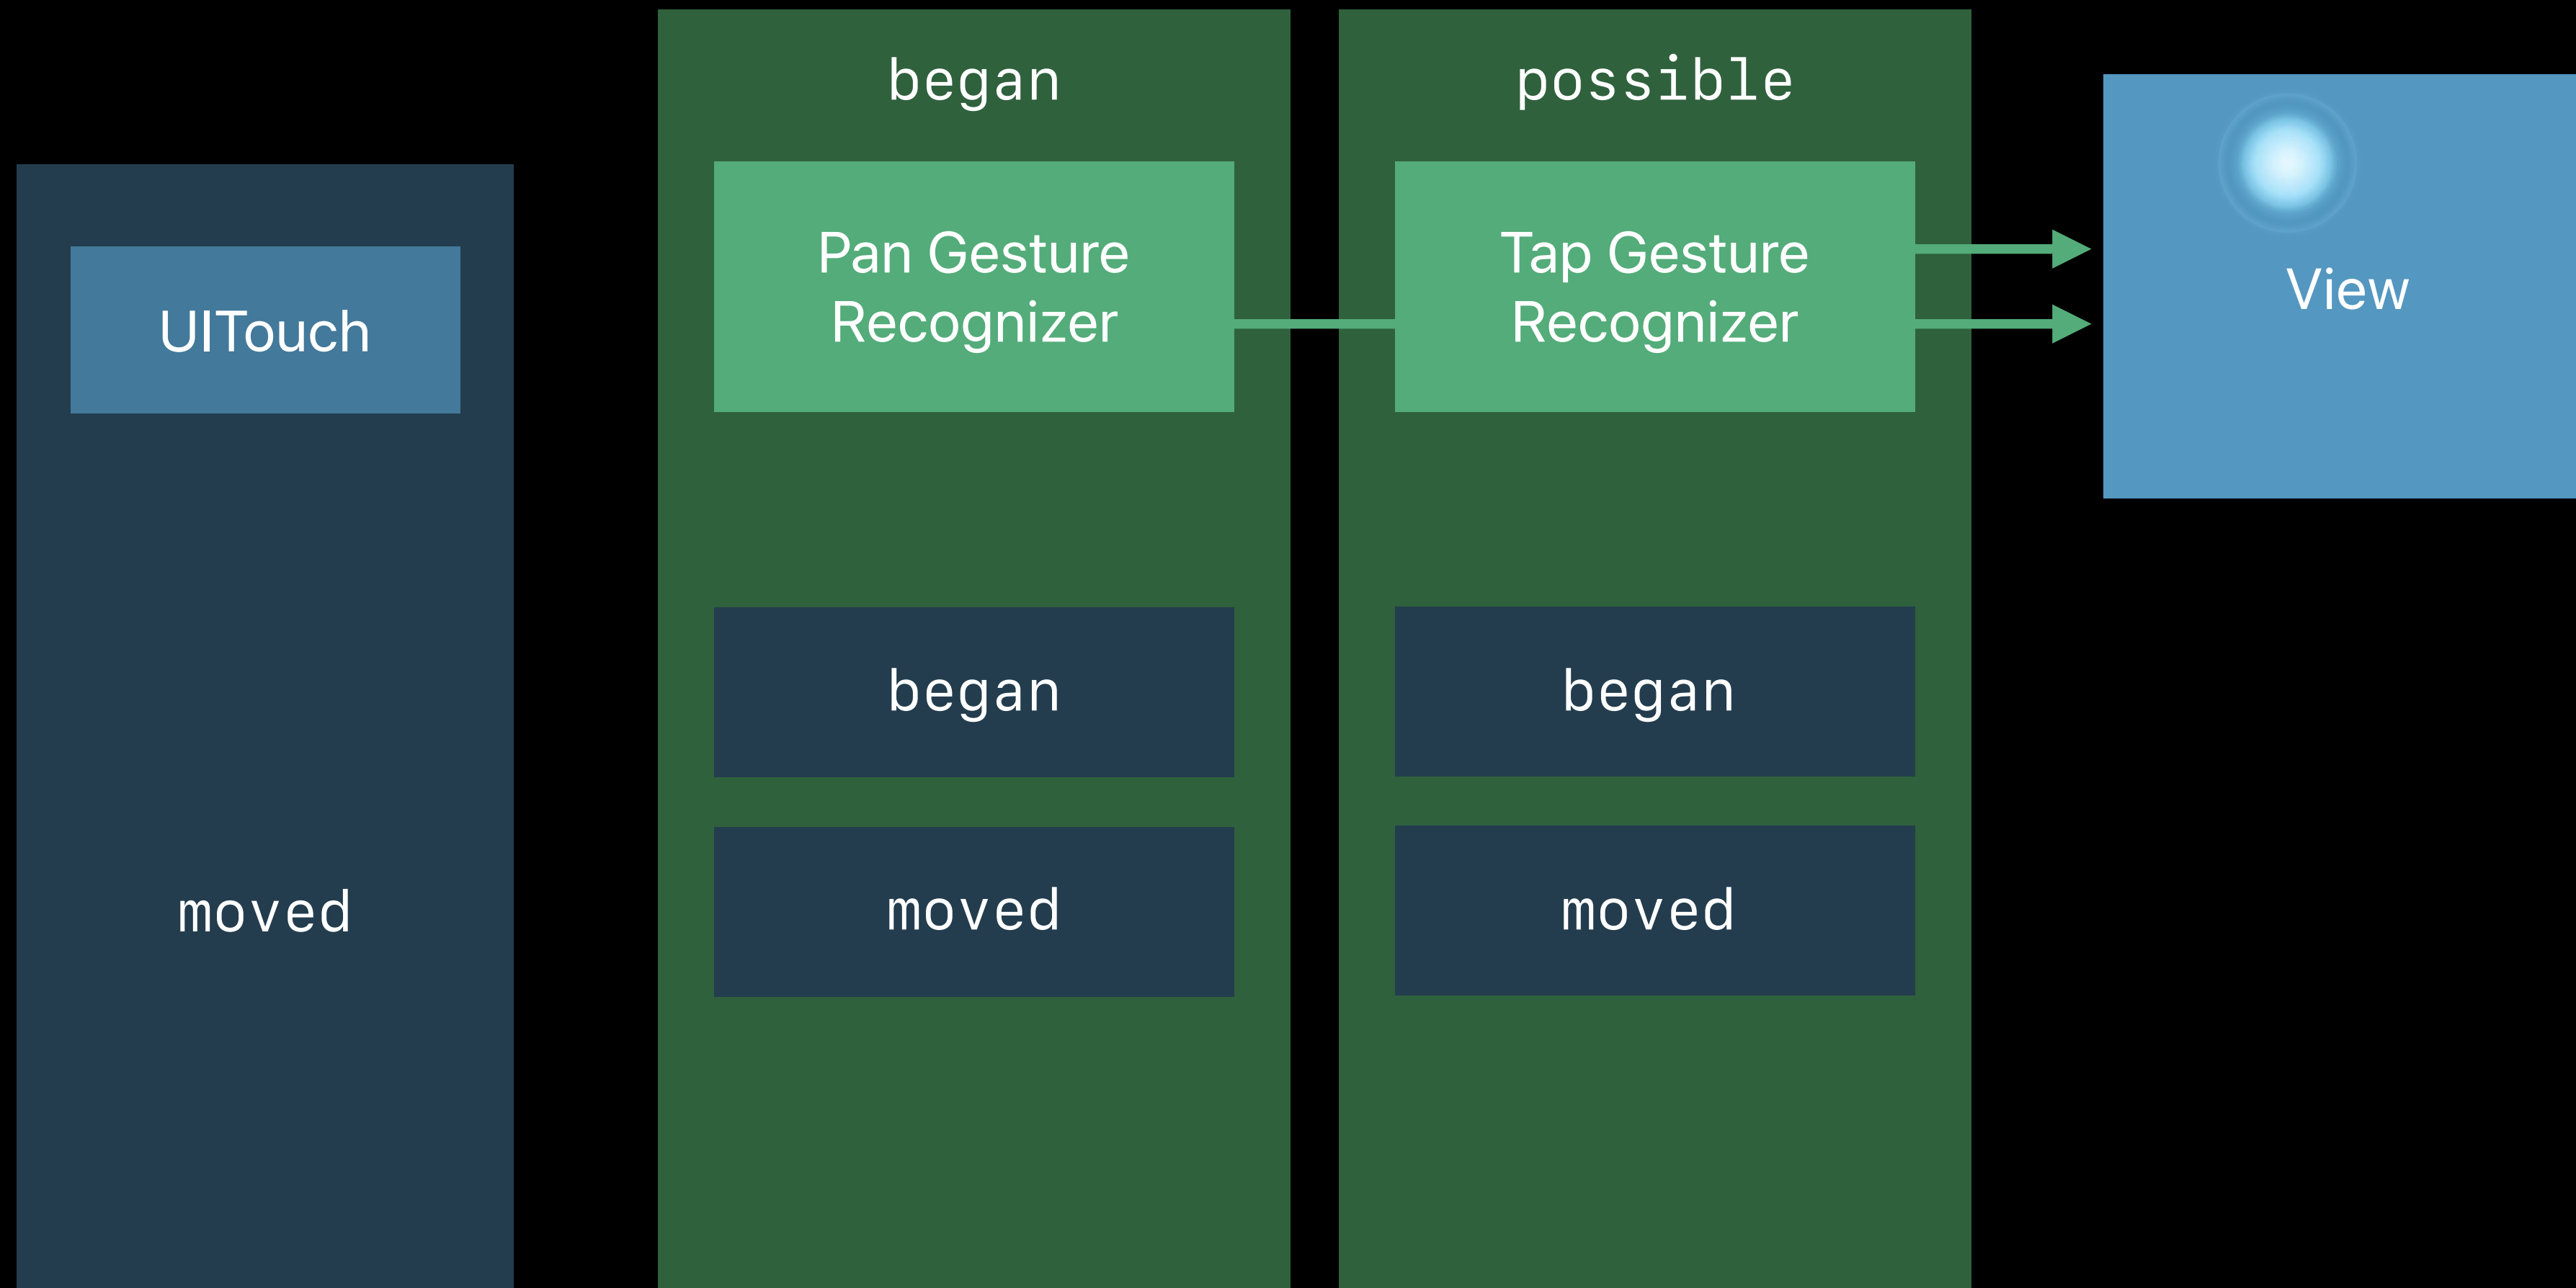 began
possible
UITouch
Pan Gesture
Recognizer
Tap Gesture
Recognizer
View
began
began
moved
moved
moved